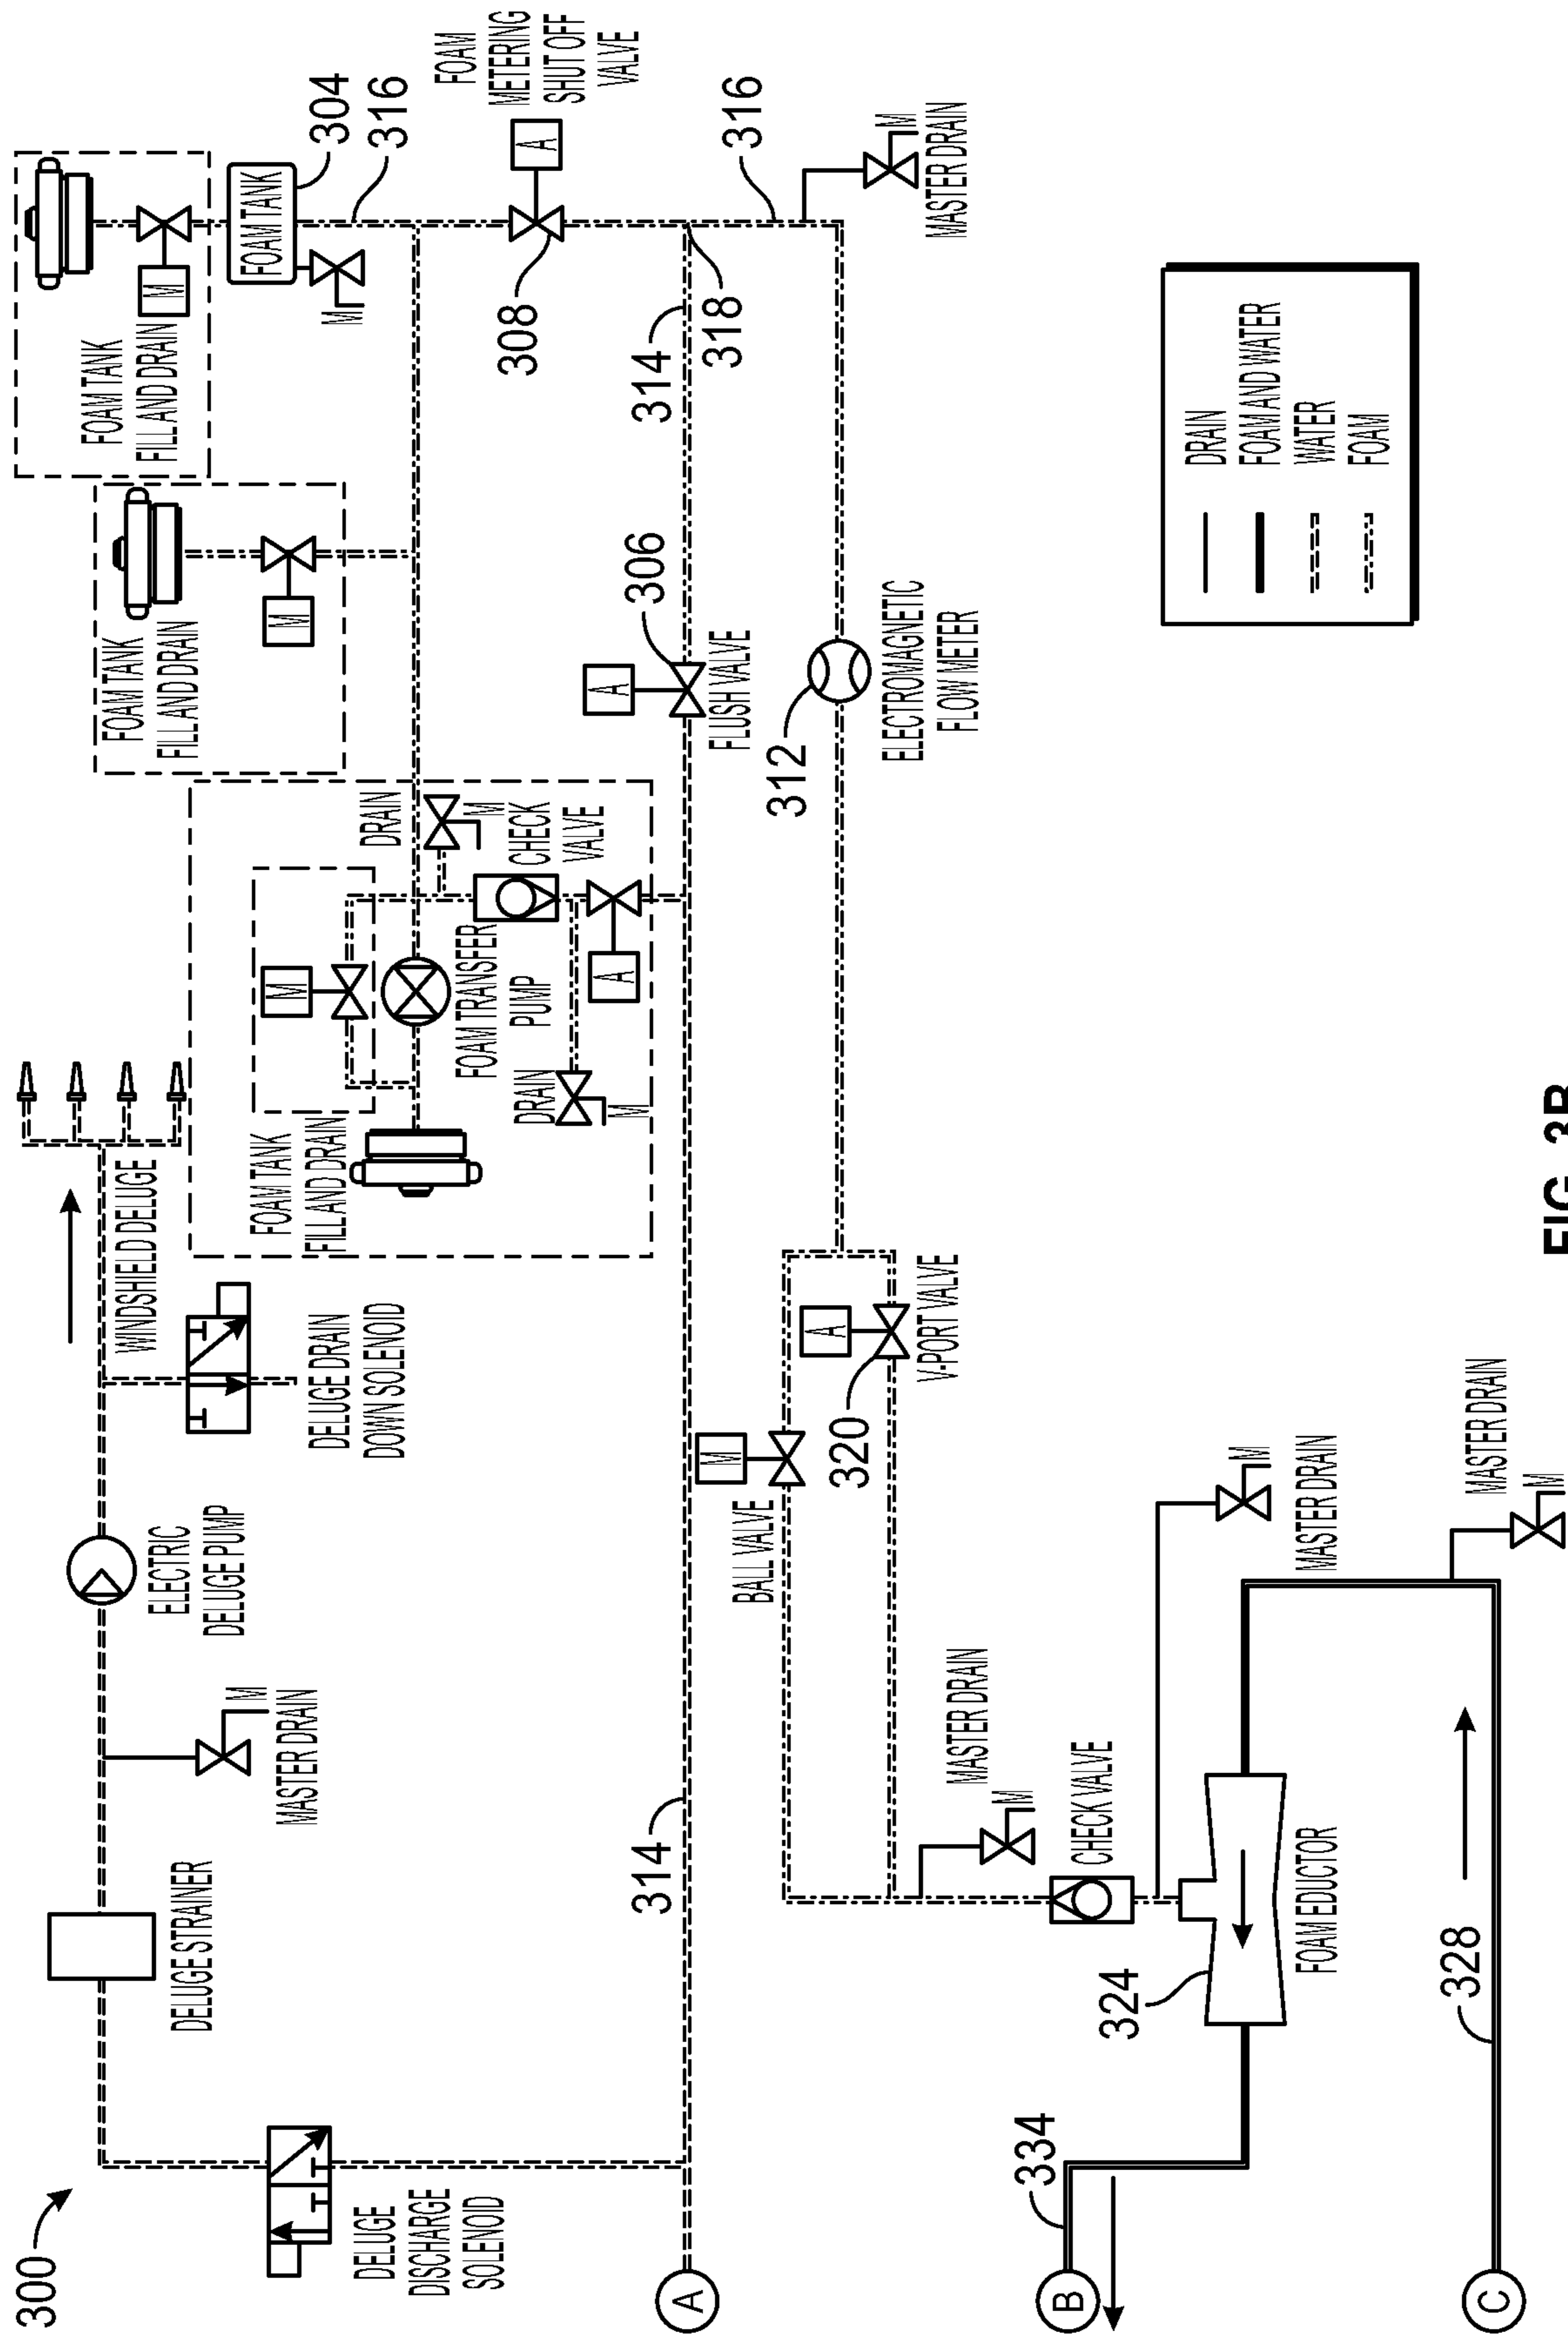 300
DELUGE
DISCHARGE
SOLENOID
DELUGE STRAINER
M
MASTER DRAIN
ELECTRIC
DELUGE PUMP
DELUGE DRAIN
DOWN SOLENOID
WINDSHIELD DELUGE
FOAM TANK
FILL AND DRAIN
M
FOAM TRANSFER
PUMP
DRAIN
M
A
DRAIN
M
CHECK
VALVE
FOAM TANK
FILL AND DRAIN
M
FOAM TANK
FILL AND DRAIN
M
FOAM TANK
304
M
316
FOAM
METERING
SHUT OFF
VALVE
A
308
A
314
A
306
FLUSH VALVE
314
318
316
M
MASTER DRAIN
M
BALL VALVE
A
320
V-PORT VALVE
312
ELECTROMAGNETIC
FLOW METER
MASTER DRAIN
M
CHECK VALVE
M
MASTER DRAIN
B
334
324
FOAM EDUCTOR
C
328
MASTER DRAIN
M
DRAIN
FOAM AND WATER
WATER
FOAM
FIG. 3B